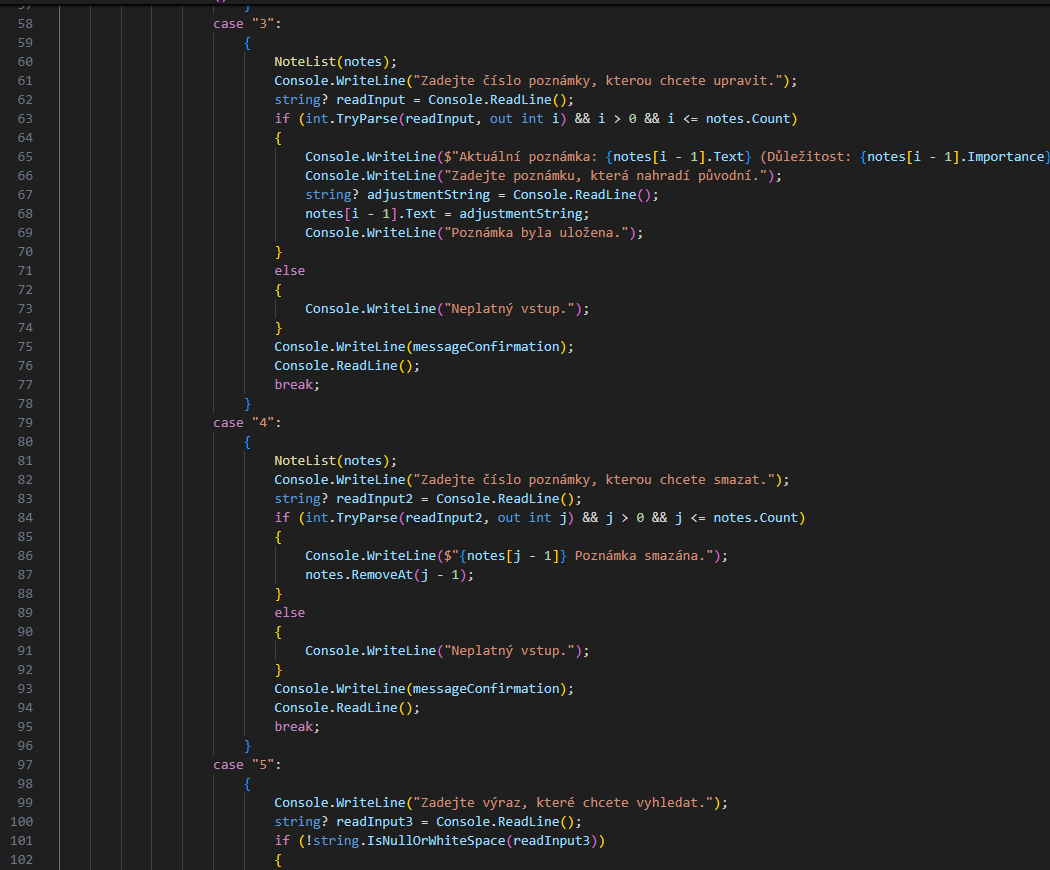 57 }
58 case "3":
59 {
60 NoteList(notes);
61 Console.WriteLine("Zadejte číslo poznámky, kterou chcete upravit.");
62 string? readInput = Console.ReadLine();
63 if (int.TryParse(readInput, out int i) && i > 0 && i <= notes.Count)
64 {
65 Console.WriteLine($"Aktuální poznámka: {notes[i - 1].Text} (Důležitost: {notes[i - 1].Importance}
66 Console.WriteLine("Zadejte poznámku, která nahradí původní.");
67 string? adjustmentString = Console.ReadLine();
68 notes[i - 1].Text = adjustmentString;
69 Console.WriteLine("Poznámka byla uložena.");
70 }
71 else
72 {
73 Console.WriteLine("Neplatný vstup.");
74 }
75 Console.WriteLine(messageConfirmation);
76 Console.ReadLine();
77 break;
78 }
79 case "4":
80 {
81 NoteList(notes);
82 Console.WriteLine("Zadejte číslo poznámky, kterou chcete smazat.");
83 string? readInput2 = Console.ReadLine();
84 if (int.TryParse(readInput2, out int j) && j > 0 && j <= notes.Count)
85 {
86 Console.WriteLine($"{notes[j - 1]} Poznámka smazána.");
87 notes.RemoveAt(j - 1);
88 }
89 else
90 {
91 Console.WriteLine("Neplatný vstup.");
92 }
93 Console.WriteLine(messageConfirmation);
94 Console.ReadLine();
95 break;
96 }
97 case "5":
98 {
99 Console.WriteLine("Zadejte výraz, které chcete vyhledat.");
100 string? readInput3 = Console.ReadLine();
101 if (!string.IsNullOrWhiteSpace(readInput3))
102 {